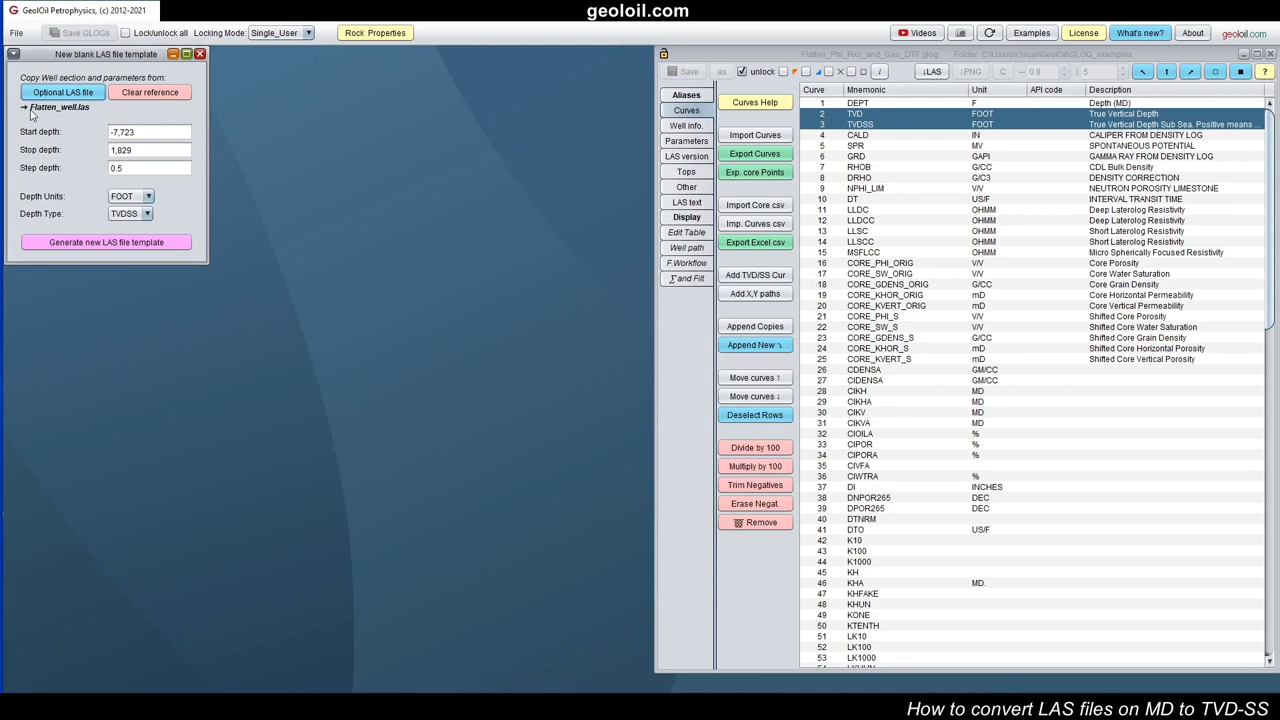 geoloil.com
GeolOil Petrophysics, (c) 2012-2021
File
Save GLOGs
Lock/unlock all
Locking Mode:
Single_User
Rock Properties
Videos
Examples
License
What's new?
About
geoloil.com
New blank LAS file template
Copy Well section and parameters from:
Optional LAS file
Clear reference
➔ Flatten_well.las
Start depth: -7,723
Stop depth: 1,829
Step depth: 0.5
Depth Units: FOOT
Depth Type: TVDSS
Generate new LAS file template
Flatten_Phi_Rxo_and_Gas_DTF.glog Folder: C:\Users\Oscar\GeolOil\GLOG_examples
Save as unlock i ↓LAS ↓PNG 0.9 5 ?
Aliases
Curves
Well info.
Parameters
LAS version
Tops
Other
LAS text
Display
Edit Table
Well path
F.Workflow
∑and Filt
Curves Help
Import Curves
Export Curves
Exp. core Points
Import Core csv
Imp. Curves csv
Export Excel csv
Add TVD/SS Cur
Add X,Y paths
Append Copies
Append New
Move curves ↑
Move curves ↓
Deselect Rows
Divide by 100
Multiply by 100
Trim Negatives
Erase Negat.
Remove
Curve Mnemonic Unit API code Description
1 DEPT F Depth (MD)
2 TVD FOOT True Vertical Depth
3 TVDSS FOOT True Vertical Depth Sub Sea. Positive means ...
4 CALD IN CALIPER FROM DENSITY LOG
5 SPR MV SPONTANEOUS POTENTIAL
6 GRD GAPI GAMMA RAY FROM DENSITY LOG
7 RHOB G/CC CDL Bulk Density
8 DRHO G/C3 DENSITY CORRECTION
9 NPHI_LIM V/V NEUTRON POROSITY LIMESTONE
10 DT US/F INTERVAL TRANSIT TIME
11 LLDC OHMM Deep Laterolog Resistivity
12 LLDCC OHMM Deep Laterolog Resistivity
13 LLSC OHMM Short Laterolog Resistivity
14 LLSCC OHMM Short Laterolog Resistivity
15 MSFLCC OHMM Micro Spherically Focused Resistivity
16 CORE_PHI_ORIG V/V Core Porosity
17 CORE_SW_ORIG V/V Core Water Saturation
18 CORE_GDENS_ORIG G/CC Core Grain Density
19 CORE_KHOR_ORIG mD Core Horizontal Permeability
20 CORE_KVERT_ORIG mD Core Vertical Permeability
21 CORE_PHI_S V/V Shifted Core Porosity
22 CORE_SW_S V/V Shifted Core Water Saturation
23 CORE_GDENS_S G/CC Shifted Core Grain Density
24 CORE_KHOR_S mD Shifted Core Horizontal Porosity
25 CORE_KVERT_S mD Shifted Core Vertical Porosity
26 CDENSA GM/CC
27 CIDENSA GM/CC
28 CIKH MD
29 CIKHA MD
30 CIKV MD
31 CIKVA MD
32 CIOILA %
33 CIPOR %
34 CIPORA %
35 CIVFA
36 CIWTRA %
37 DI INCHES
38 DNPOR265 DEC
39 DPOR265 DEC
40 DTNRM
41 DTO US/F
42 K10
43 K100
44 K1000
45 KH
46 KHA MD.
47 KHFAKE
48 KHUN
49 KONE
50 KTENTH
51 LK10
52 LK100
53 LK1000
How to convert LAS files on MD to TVD-SS